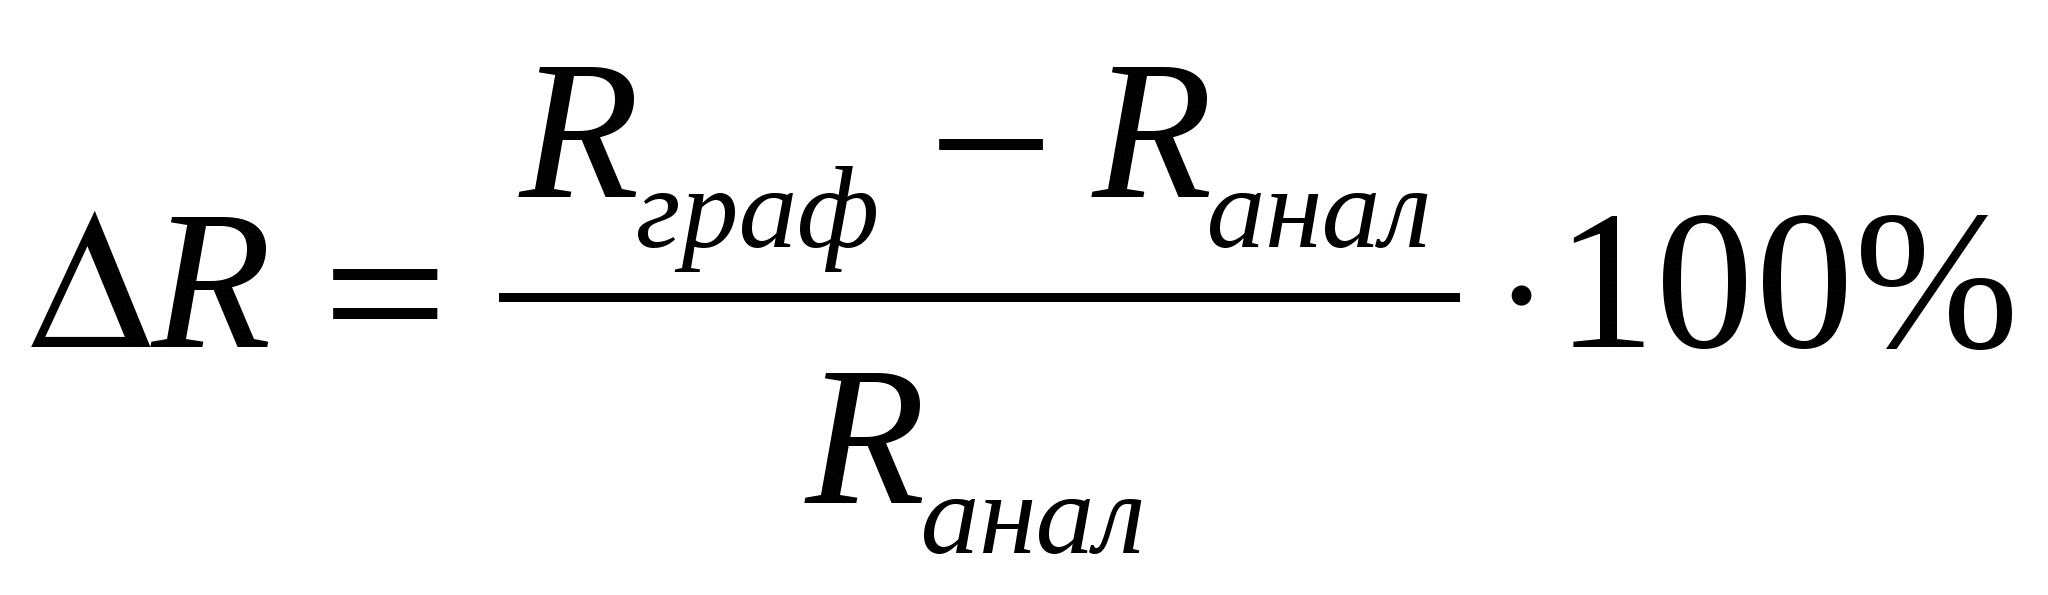 ΔR = (R_граф − R_анал) / R_анал · 100%